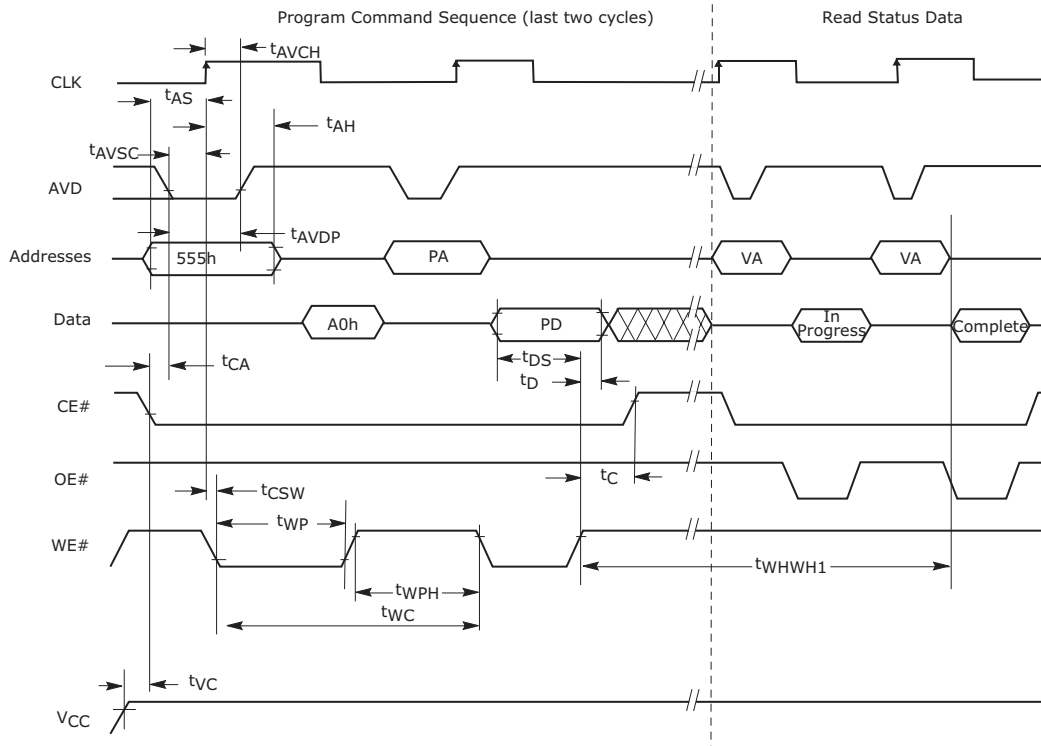 Program Command Sequence (last two cycles)
Read Status Data
tAVCH
CLK
tAS
tAH
tAVSC
AVD
tAVDP
Addresses
555h
PA
VA
VA
Data
A0h
PD
In
Progress
Complete
tDS
tCA
tD
CE#
OE#
tC
tCSW
tWP
WE#
tWHWH1
tWPH
tWC
tVC
VCC